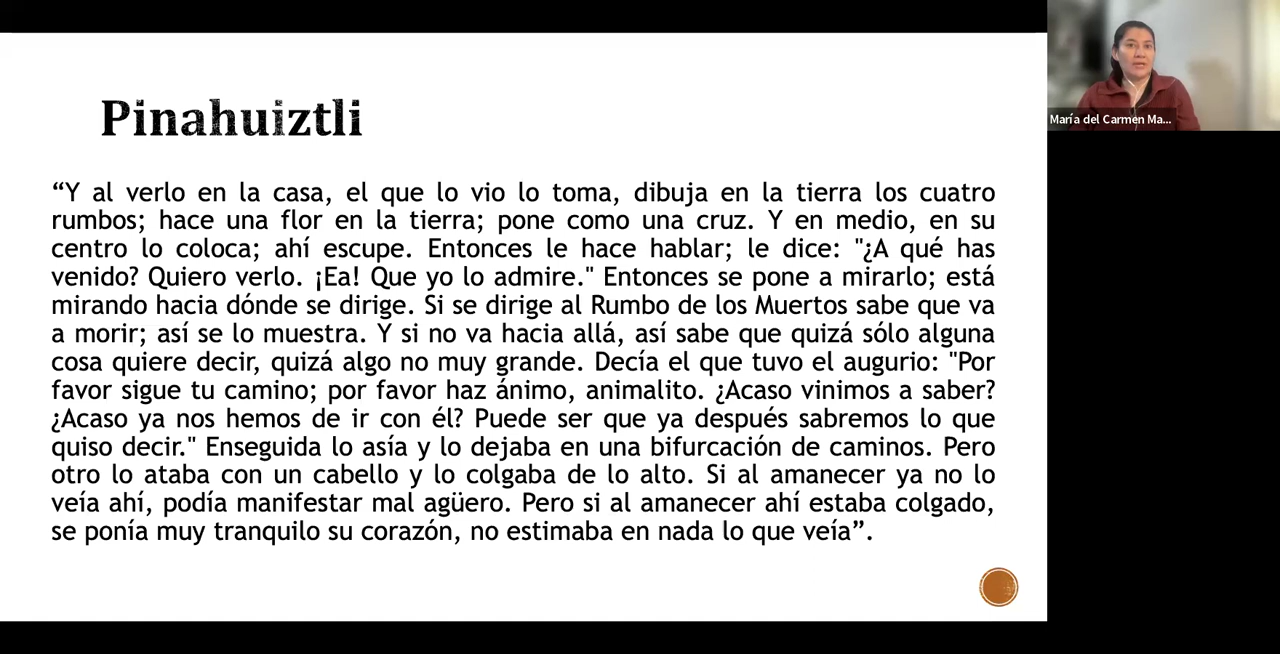 Pinahuiztli
“Y al verlo en la casa, el que lo vio lo toma, dibuja en la tierra los cuatro
rumbos; hace una flor en la tierra; pone como una cruz. Y en medio, en su
centro lo coloca; ahí escupe. Entonces le hace hablar; le dice: "¿A qué has
venido? Quiero verlo. ¡Ea! Que yo lo admire." Entonces se pone a mirarlo; está
mirando hacia dónde se dirige. Si se dirige al Rumbo de los Muertos sabe que va
a morir; así se lo muestra. Y si no va hacia allá, así sabe que quizá sólo alguna
cosa quiere decir, quizá algo no muy grande. Decía el que tuvo el augurio: "Por
favor sigue tu camino; por favor haz ánimo, animalito. ¿Acaso vinimos a saber?
¿Acaso ya nos hemos de ir con él? Puede ser que ya después sabremos lo que
quiso decir." Enseguida lo asía y lo dejaba en una bifurcación de caminos. Pero
otro lo ataba con un cabello y lo colgaba de lo alto. Si al amanecer ya no lo
veía ahí, podía manifestar mal agüero. Pero si al amanecer ahí estaba colgado,
se ponía muy tranquilo su corazón, no estimaba en nada lo que veía”.
María del Carmen Ma...